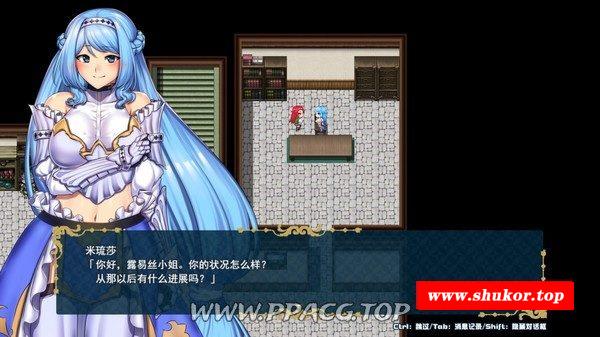 米琉莎
「你好，露易丝小姐。你的状况怎么样？
从那以后有什么进展吗？」
www.shukor.top
WWW.PPACG.TOP
Ctrl: 跳过/Tab: 消息记录/Shift: 隐藏对话框